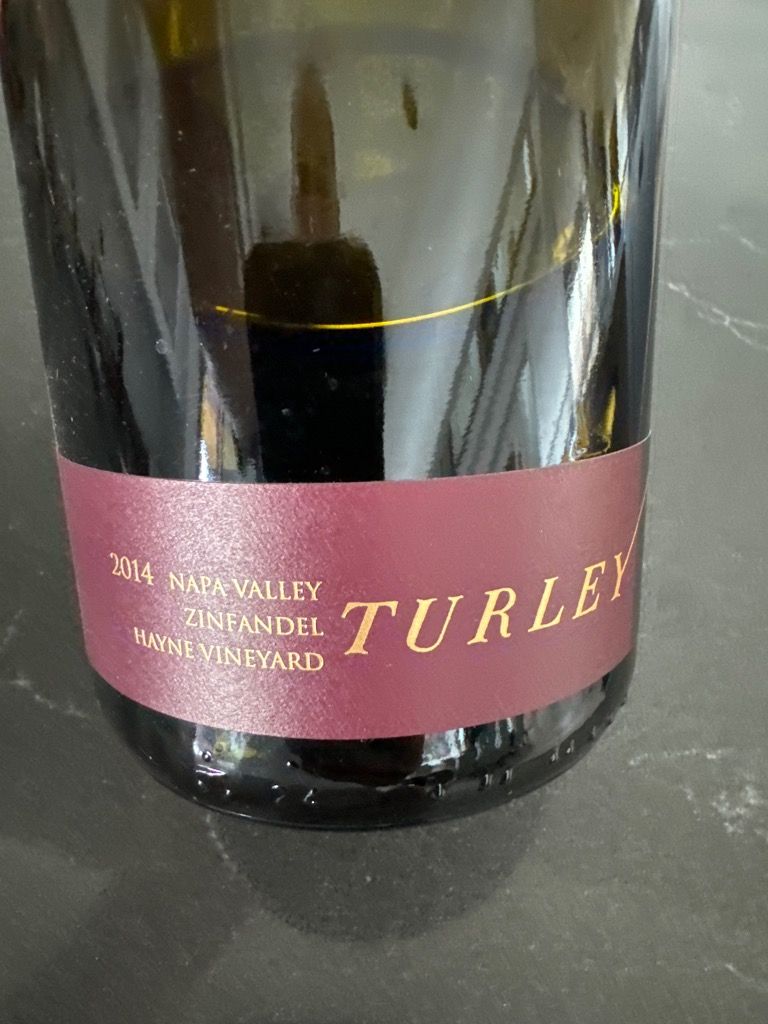 2014 NAPA VALLEY
ZINFANDEL
HAYNE VINEYARD
TURLEY